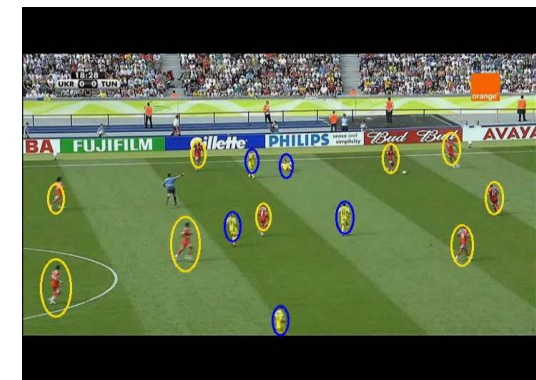 18:28
UKR 0 0 TUN
orange
BA
FUJIFILM
Gillette
PHILIPS
sense and
simplicity
Bud
Bud
AVAYA